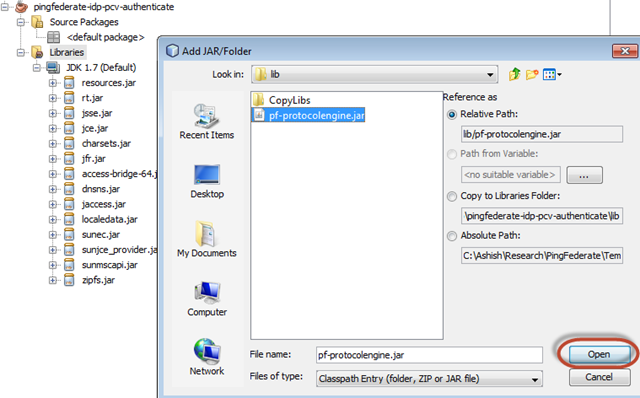 pingfederate-idp-pcv-authenticate
Source Packages
<default package>
Libraries
JDK 1.7 (Default)
resources.jar
rt.jar
jsse.jar
jce.jar
charsets.jar
jfr.jar
access-bridge-64.j
dnsns.jar
jaccess.jar
localedata.jar
sunec.jar
sunjce_provider.ja
sunmscapi.jar
zipfs.jar
Add JAR/Folder
Look in:
lib
Recent Items
Desktop
My Documents
Computer
Network
CopyLibs
pf-protocolengine.jar
Reference as
Relative Path:
lib/pf-protocolengine.jar
Path from Variable:
<no suitable variable>
...
Copy to Libraries Folder:
\pingfederate-idp-pcv-authenticate\lib
Absolute Path:
C:\Ashish\Research\PingFederate\Tem
File name:
pf-protocolengine.jar
Open
Files of type:
Classpath Entry (folder, ZIP or JAR file)
Cancel